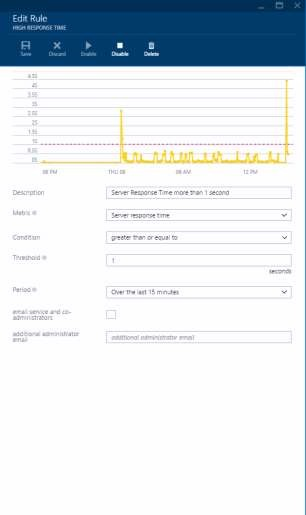 Edit Rule
HIGH RESPONSE TIME
Save Discard Enable Disable Delete
4.5S
4S
3.5S
3S
2.5S
2S
1.5S
1S
0.5S
0S
06 PM THU 08 06 AM 12 PM
Description Server Response Time more than 1 second
Metric Server response time
Condition greater than or equal to
Threshold 1
seconds
Period Over the last 15 minutes
email service and co-
administrators
additional administrator
email
additional administrator email